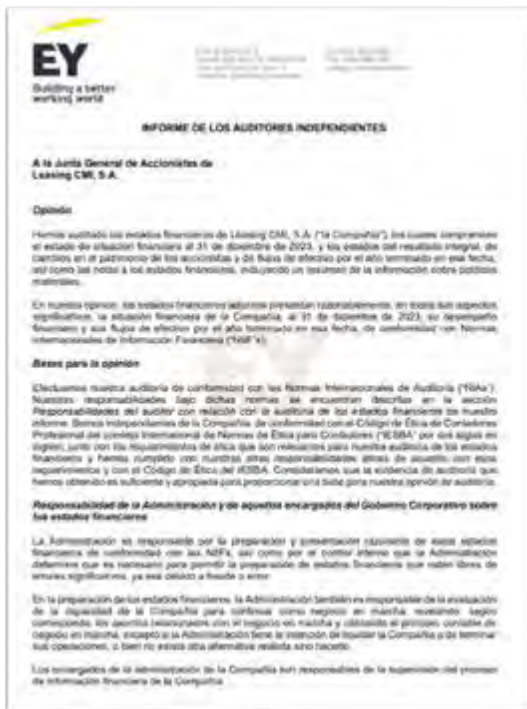 EY
Building a better
working world
INFORME DE LOS AUDITORES INDEPENDIENTES
A la Junta General de Accionistas de
Leasing CMI, S.A.
Opinión
Hemos auditado los estados financieros de Leasing CMI, S.A. ("la Compañía"), los cuales comprenden
el estado de situación financiera al 31 de diciembre de 2023, y los estados del resultado integral, de
cambios en el patrimonio de los accionistas y de flujos de efectivo por el año terminado en esa fecha,
así como las notas a los estados financieros, incluyendo un resumen de la información sobre políticas
materiales.
En nuestra opinión, los estados financieros adjuntos presentan razonablemente, en todos sus aspectos
significativos, la situación financiera de la Compañía, al 31 de diciembre de 2023, su desempeño
financiero y sus flujos de efectivo por el año terminado en esa fecha, de conformidad con Normas
Internacionales de Información Financiera ("NIIF's).
Bases para la opinión
Efectuamos nuestra auditoría de conformidad con las Normas Internacionales de Auditoría ("NIAs").
Nuestras responsabilidades bajo dichas normas se encuentran descritas en la sección
Responsabilidades del auditor con relación con la auditoría de los estados financieros de nuestro
informe. Somos independientes de la Compañía, de conformidad con el Código de Ética de Contadores
Profesional del consejo Internacional de Normas de Ética para Contadores ("IESBA" por sus siglas en
ingles), junto con los requerimientos de ética que son relevantes para nuestra auditoría de los estados
financieros y hemos cumplido con nuestras otras responsabilidades éticas de acuerdo con esos
requerimientos y con el Código de Ética del IESBA. Consideramos que la evidencia de auditoría que
hemos obtenido es suficiente y apropiada para proporcionar una base para nuestra opinión de auditoría.
Responsabilidad de la Administración y de aquellos encargados del Gobierno Corporativo sobre
los estados financieros
La Administración es responsable por la preparación y presentación razonable de esos estados
financieros de conformidad con las NIIFs, así como por el control interno que la Administración
determine que es necesario para permitir la preparación de estados financieros que estén libres de
errores significativos, ya sea debido a fraude o error.
En la preparación de los estados financieros, la Administración también es responsable de la evaluación
de la capacidad de la Compañía para continuar como negocio en marcha, revelando, según
corresponda, los asuntos relacionados con el negocio en marcha y utilizando el principio contable de
negocio en marcha, excepto si la Administración tiene la intención de liquidar la Compañía o de terminar
sus operaciones, o bien no exista otra alternativa realista sino hacerlo.
Los encargados de la administración de la Compañía son responsables de la supervisión del proceso
de información financiera de la Compañía.